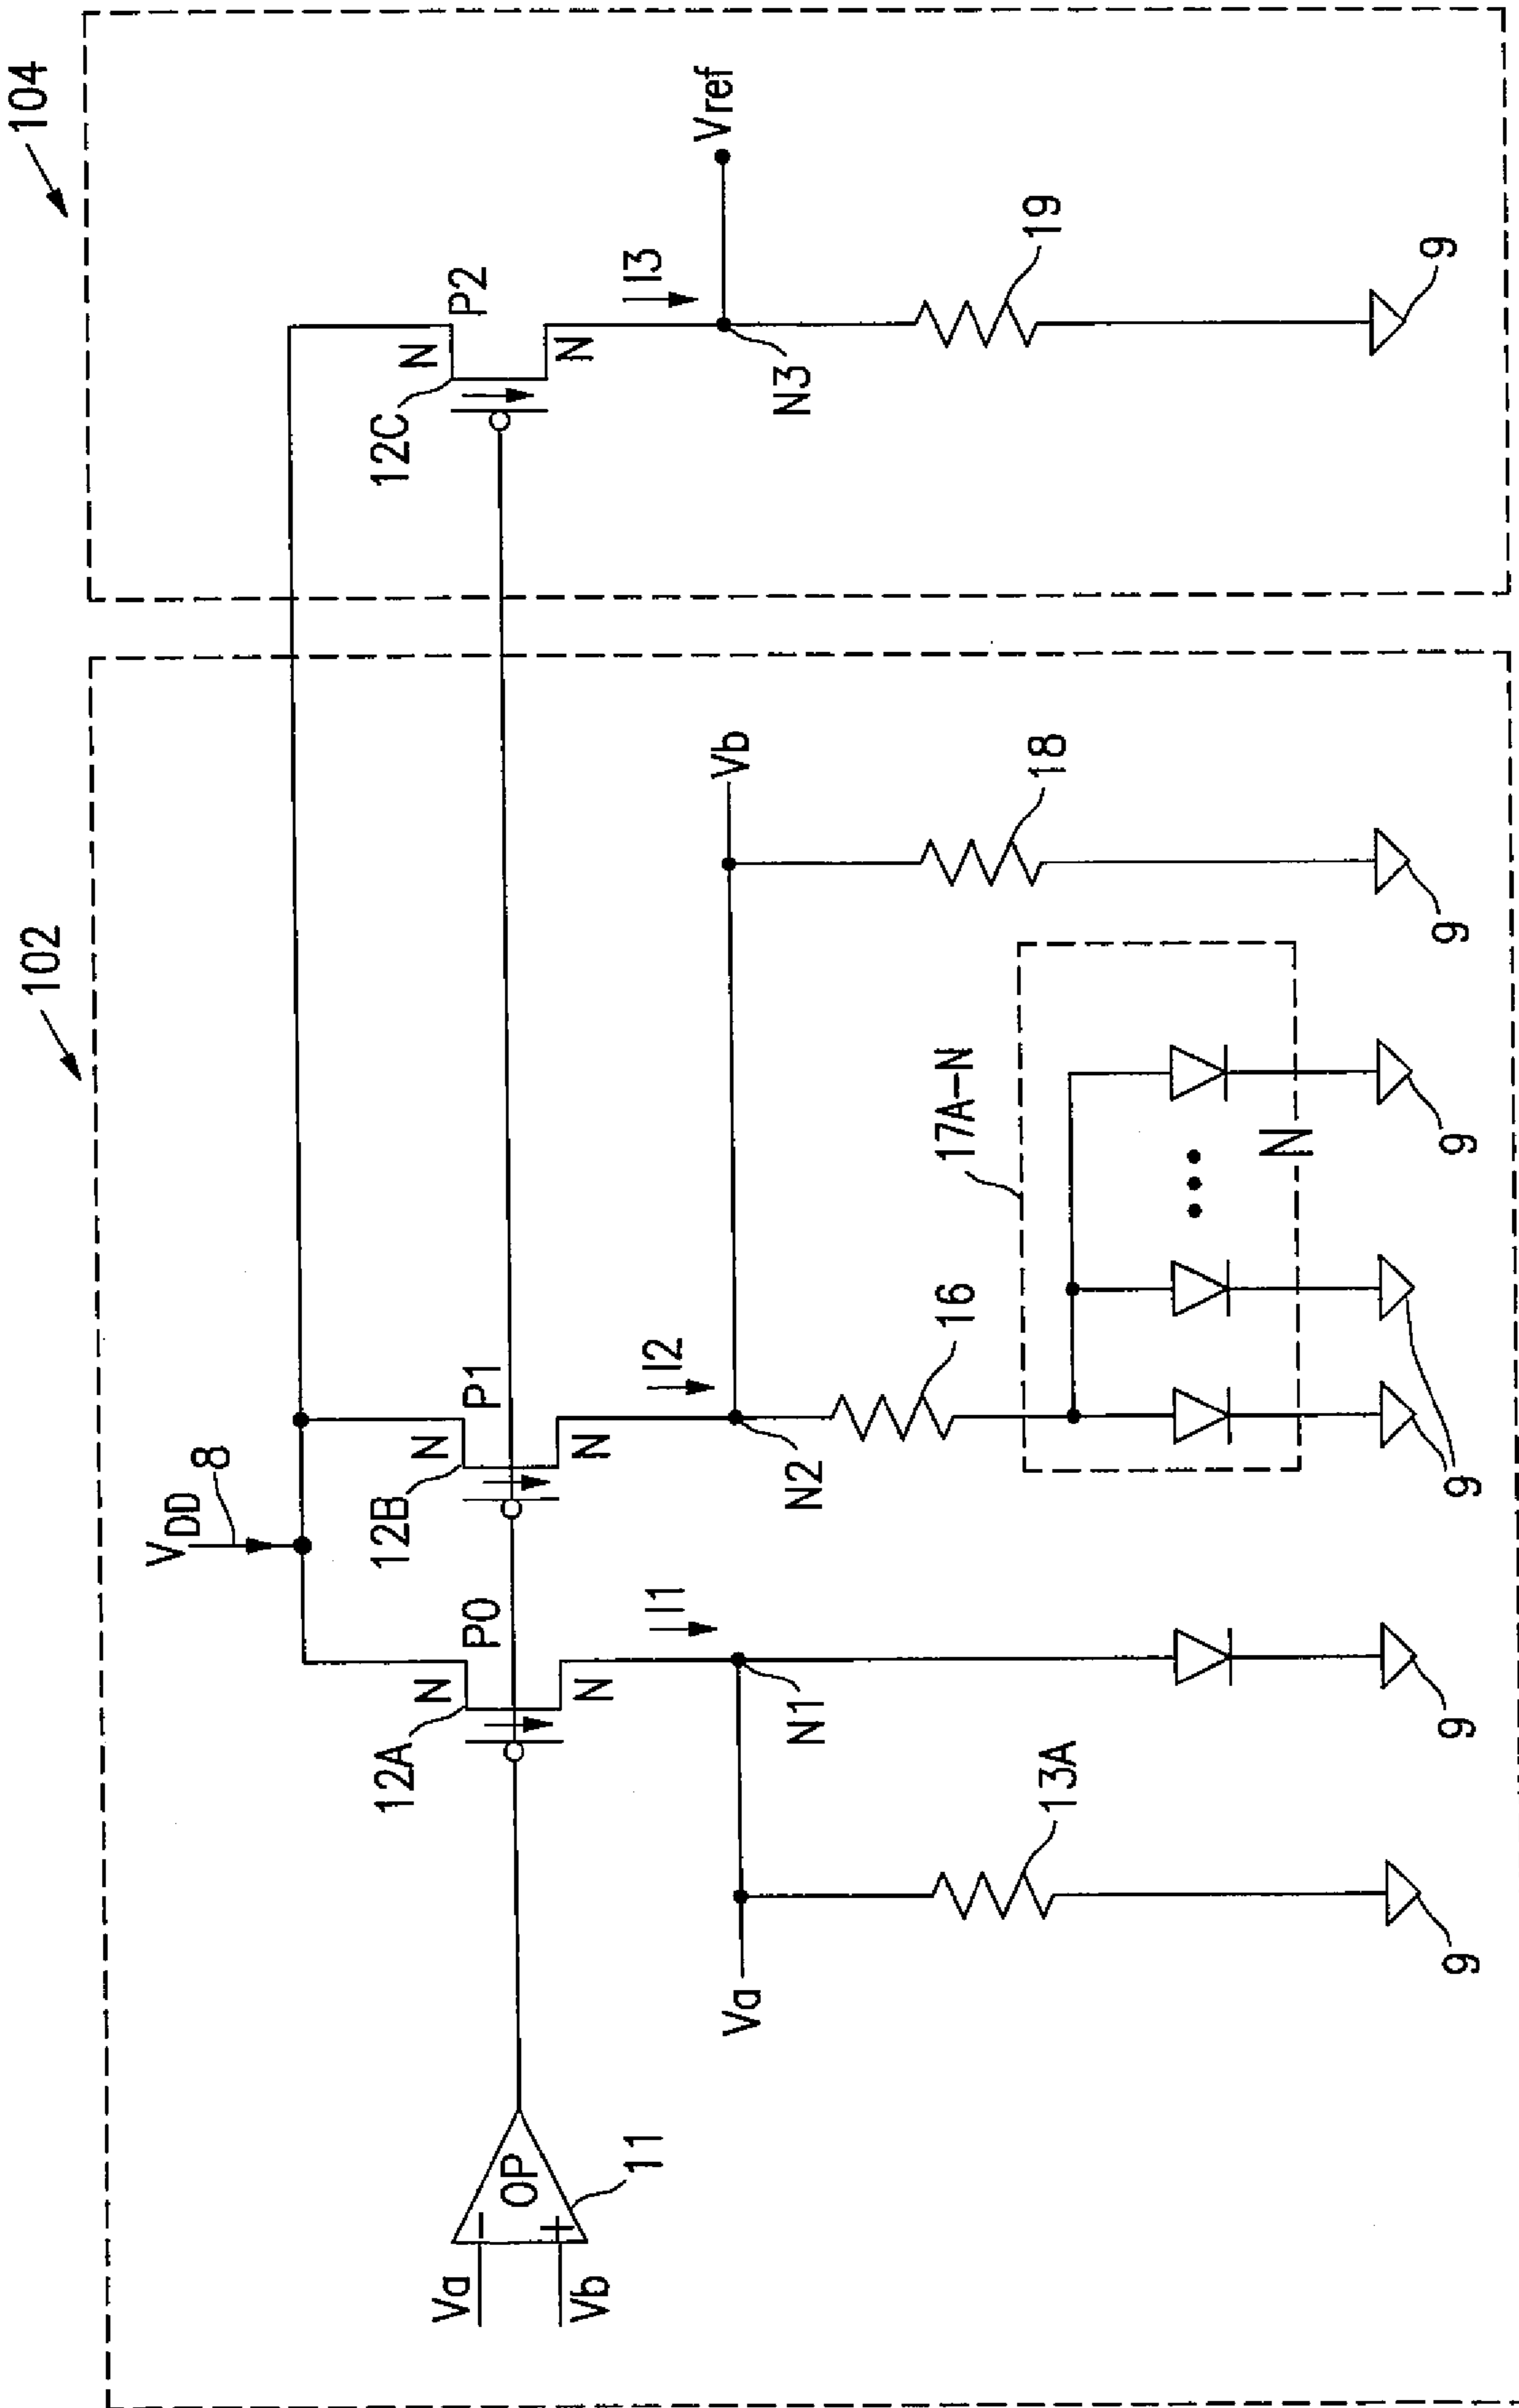 102
104
VDD
8
P0
P1
P2
N
N
N
12A
12B
12C
N
N
N
I1
I2
I3
Va
OP
Vb
11
Va
N1
N2
Vb
N3
Vref
13A
16
17A-N
18
19
N
9
9
9
9
9
9